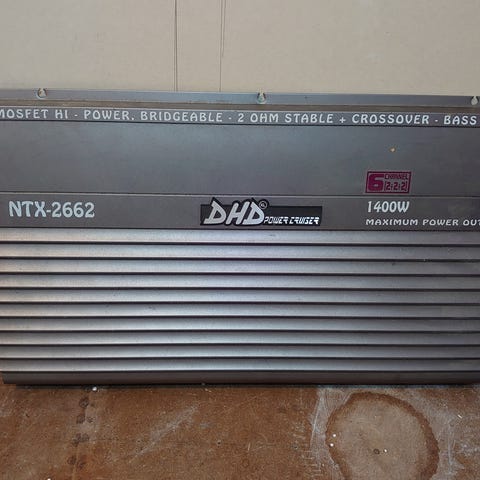 MOSFET HI - POWER, BRIDGEABLE - 2 OHM STABLE + CROSSOVER - BASS
6 CHANNEL
2:2:2
NTX-2662
DHD
POWER CRUISER
1400W
MAXIMUM POWER OUT